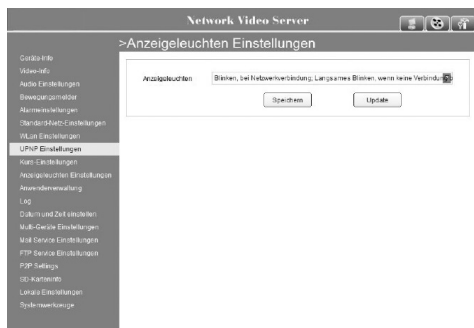 Network Video Server
>Anzeigeleuchten Einstellungen
Geräte-Info
Video-Info
Audio Einstellungen
Bewegungsmelder
Alarmeinstellungen
Standard-Netz-Einstellungen
WLan Einstellungen
UPNP Einstellungen
Kurs-Einstellungen
Anzeigeleuchten Einstellungen
Anwenderverwaltung
Log
Datum und Zeit einstellen
Multi-Geräte Einstellungen
Mail Service Einstellungen
FTP Service Einstellungen
P2P Settings
SD-Karteninfo
Lokale Einstellungen
Systemwerkzeuge
Anzeigeleuchten
Blinken, bei Netzwerkverbindung; Langsames Blinken, wenn keine Verbindung
Speichern
Update